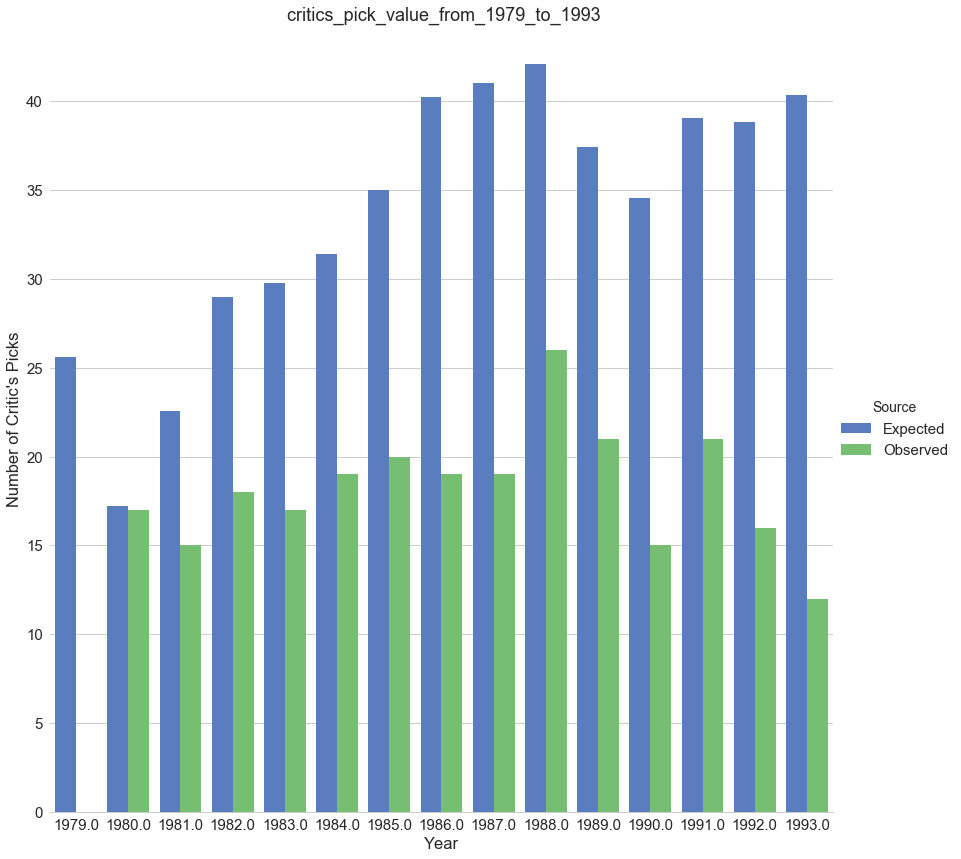 critics_pick_value_from_1979_to_1993
Number of Critic's Picks
40
35
30
25
20
15
10
5
0
1979.0 1980.0 1981.0 1982.0 1983.0 1984.0 1985.0 1986.0 1987.0 1988.0 1989.0 1990.0 1991.0 1992.0 1993.0
Year
Source
Expected
Observed